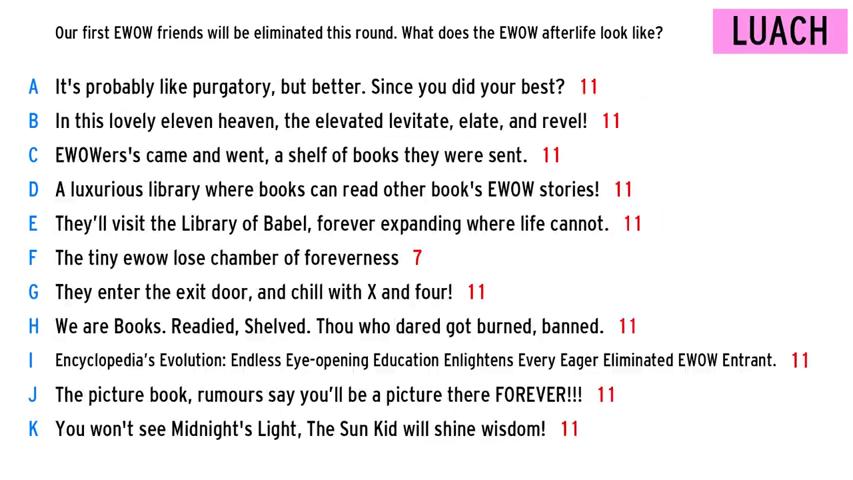 Our first EWOW friends will be eliminated this round. What does the EWOW afterlife look like?
LUACH
A It's probably like purgatory, but better. Since you did your best? 11
B In this lovely eleven heaven, the elevated levitate, elate, and revel! 11
C EWOWers's came and went, a shelf of books they were sent. 11
D A luxurious library where books can read other book's EWOW stories! 11
E They’ll visit the Library of Babel, forever expanding where life cannot. 11
F The tiny ewow lose chamber of foreverness 7
G They enter the exit door, and chill with X and four! 11
H We are Books. Readied, Shelved. Thou who dared got burned, banned. 11
I Encyclopedia’s Evolution: Endless Eye-opening Education Enlightens Every Eager Eliminated EWOW Entrant. 11
J The picture book, rumours say you’ll be a picture there FOREVER!!! 11
K You won't see Midnight's Light, The Sun Kid will shine wisdom! 11